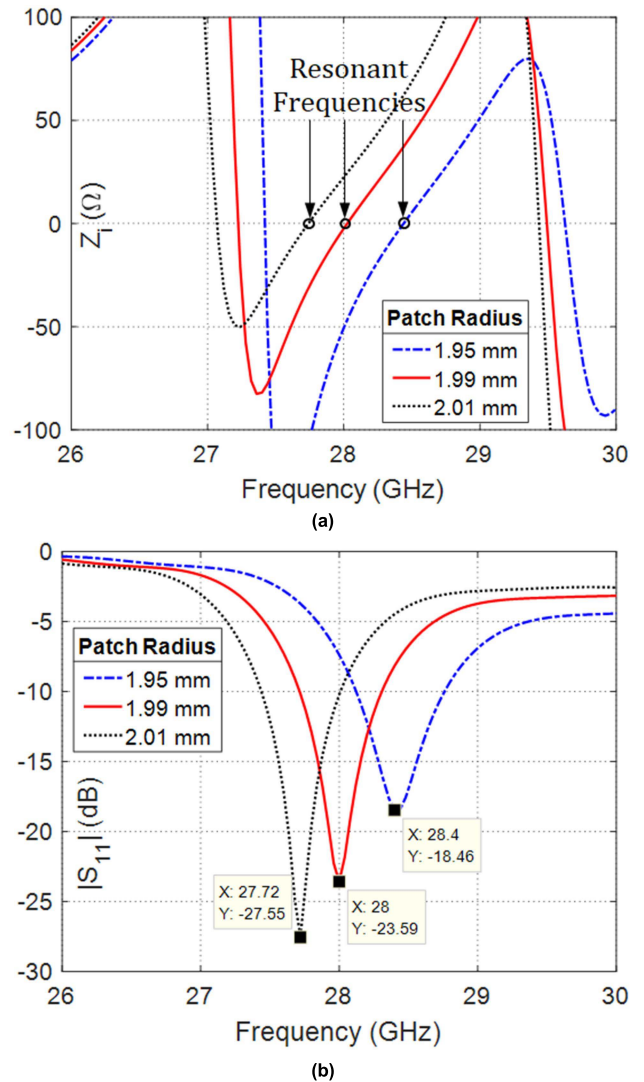 100
50
0
-50
-100
Z_i (Ω)
Resonant
Frequencies
Patch Radius
1.95 mm
1.99 mm
2.01 mm
26 27 28 29 30
Frequency (GHz)
(a)
0
-5
-10
-15
-20
-25
-30
|S_11| (dB)
Patch Radius
1.95 mm
1.99 mm
2.01 mm
X: 28.4
Y: -18.46
X: 27.72
Y: -27.55
X: 28
Y: -23.59
26 27 28 29 30
Frequency (GHz)
(b)